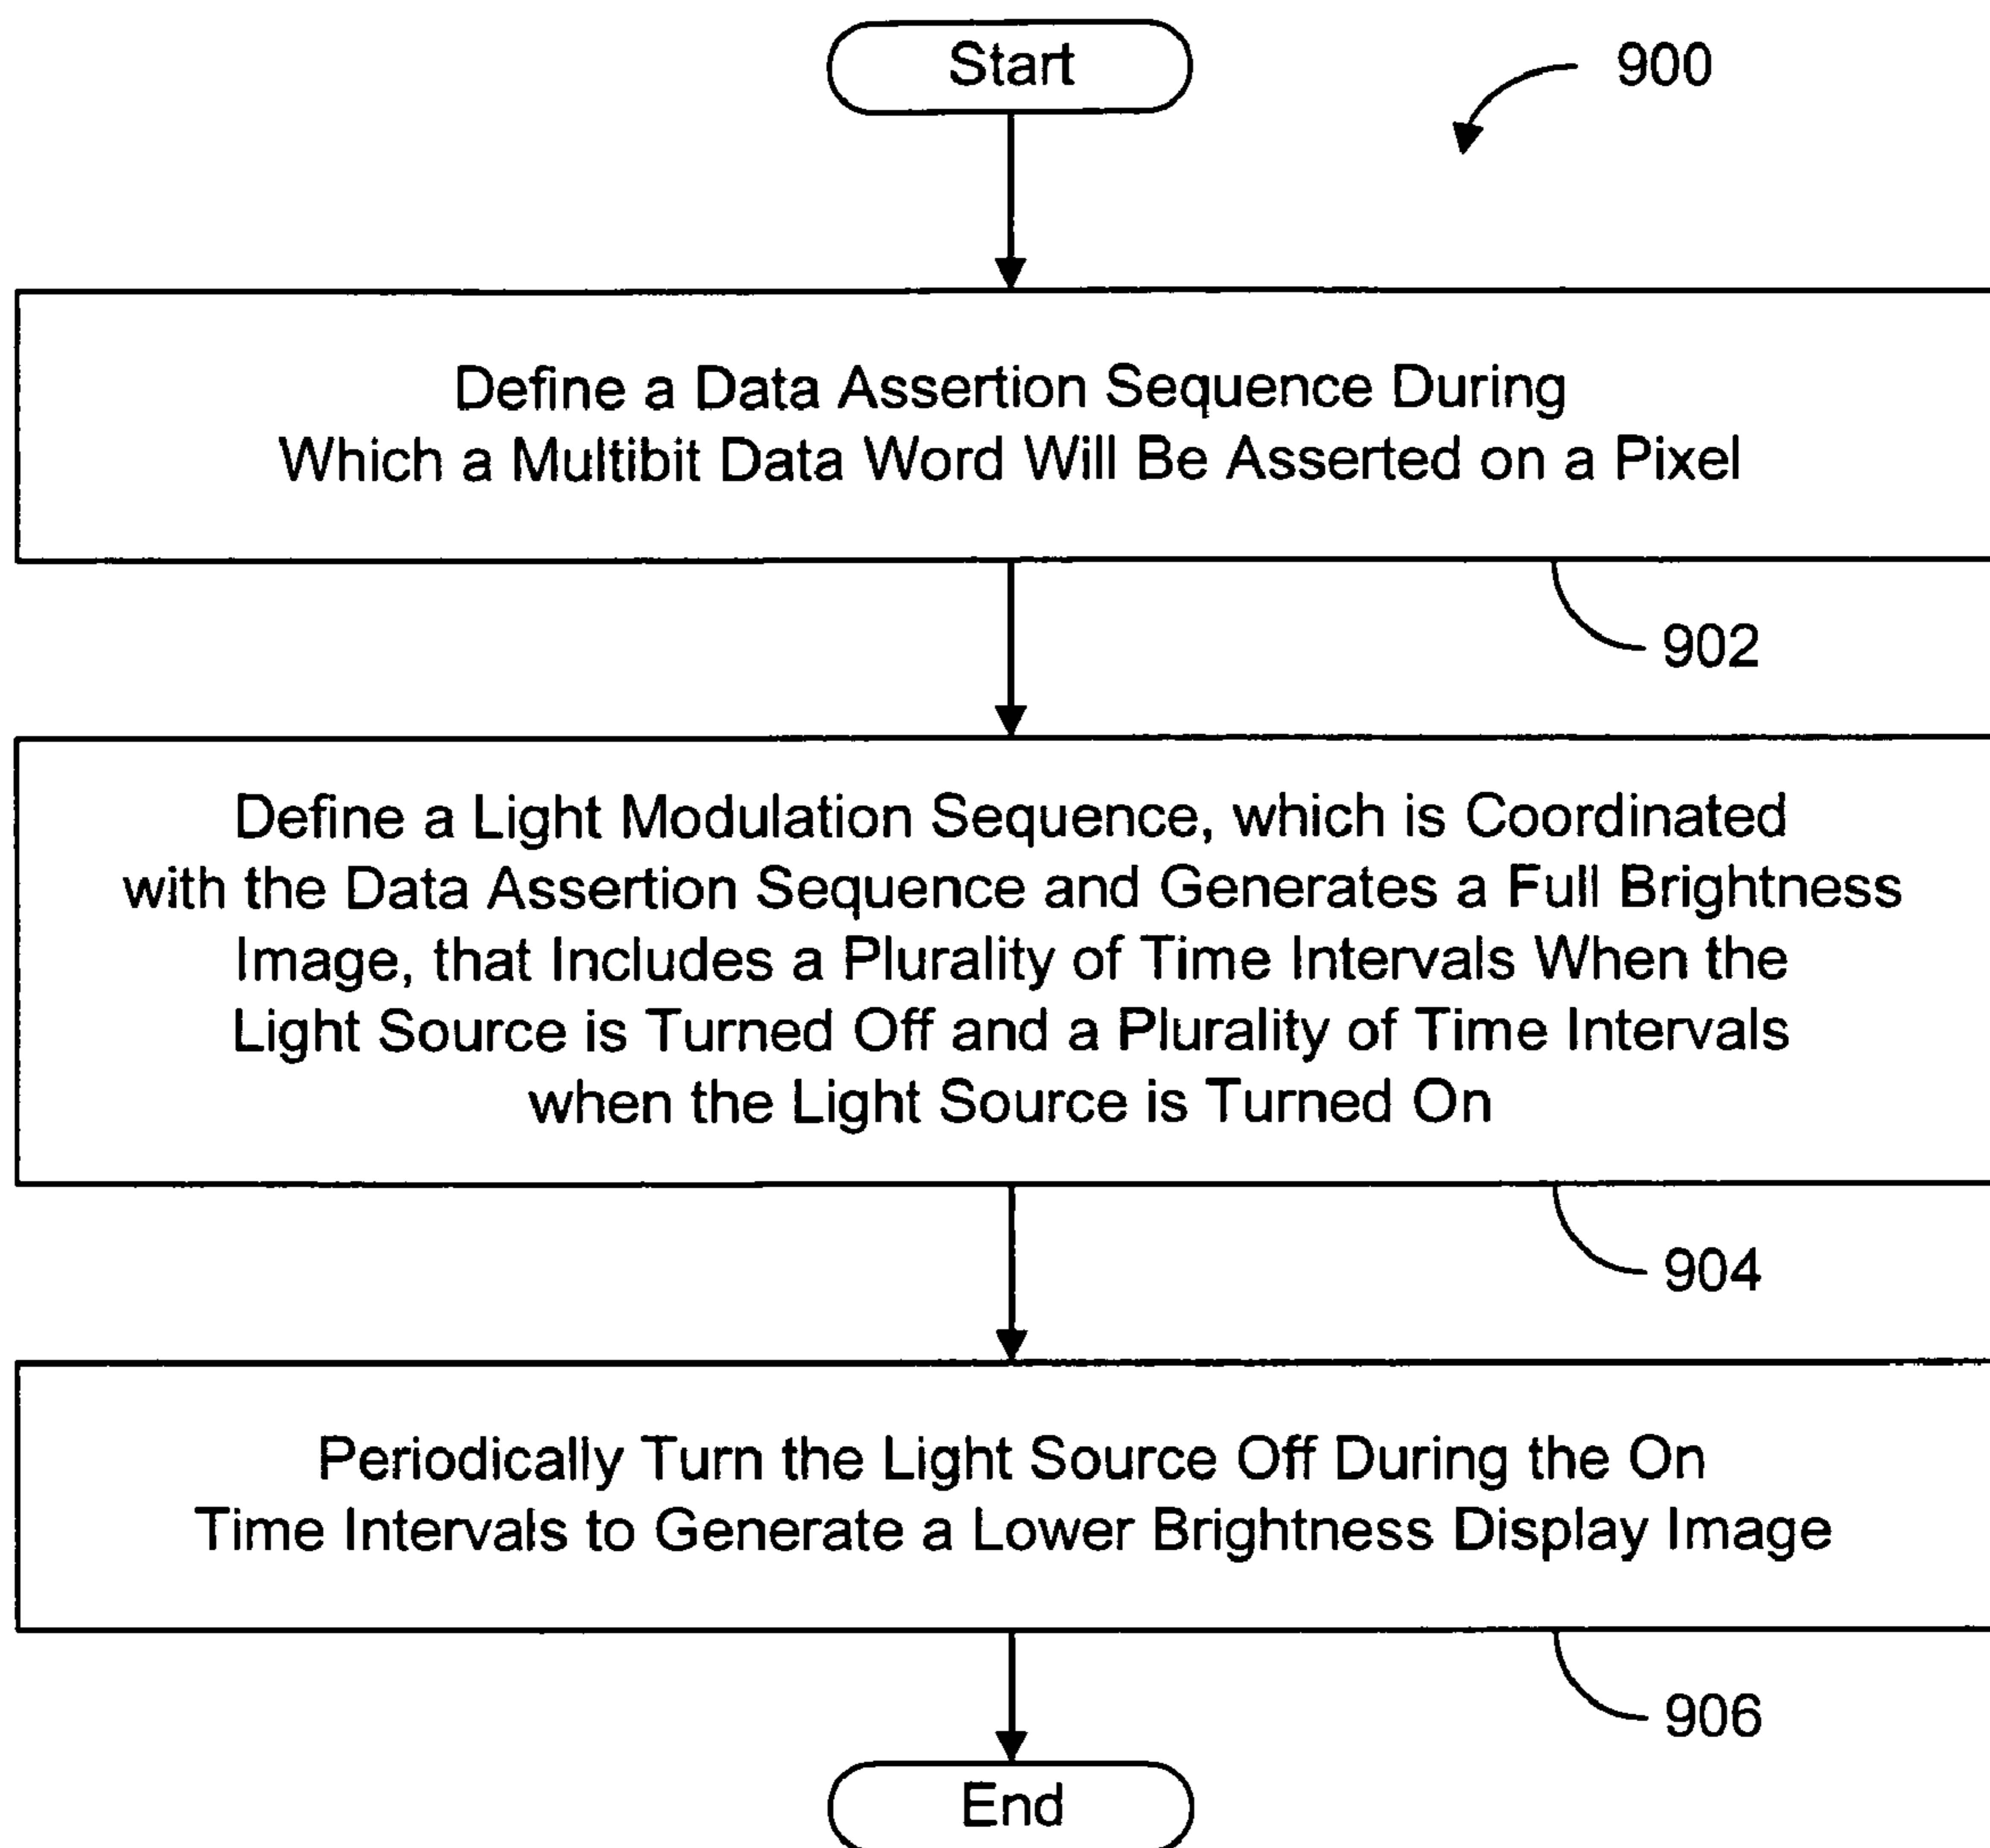 Start
900
Define a Data Assertion Sequence During
Which a Multibit Data Word Will Be Asserted on a Pixel
902
Define a Light Modulation Sequence, which is Coordinated
with the Data Assertion Sequence and Generates a Full Brightness
Image, that Includes a Plurality of Time Intervals When the
Light Source is Turned Off and a Plurality of Time Intervals
when the Light Source is Turned On
904
Periodically Turn the Light Source Off During the On
Time Intervals to Generate a Lower Brightness Display Image
906
End